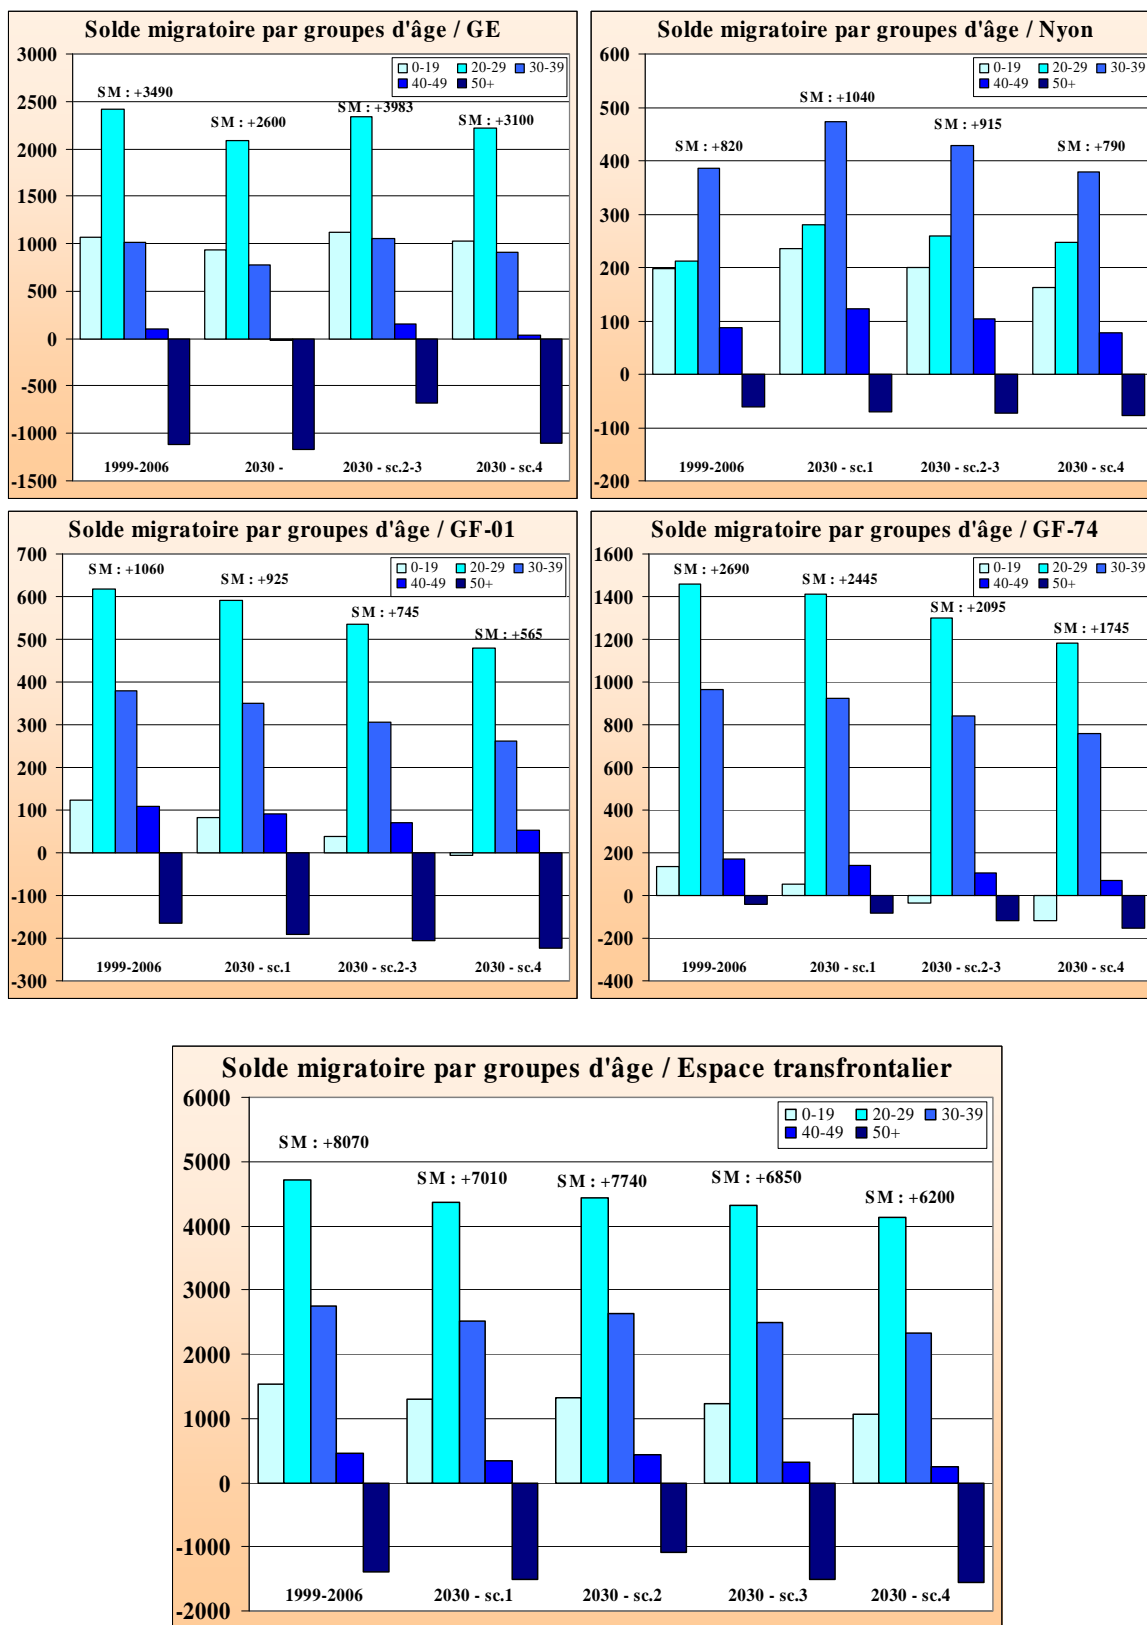 Solde migratoire par groupes d'âge / GE
3000
2500
2000
1500
1000
500
0
-500
-1000
-1500
0-19 20-29 30-39
40-49 50+
SM : +3490
SM : +2600
SM : +3983
SM : +3100
1999-2006 2030 - 2030 - sc.2-3 2030 - sc.4
Solde migratoire par groupes d'âge / Nyon
600
500
400
300
200
100
0
-100
-200
0-19 20-29 30-39
40-49 50+
SM : +820
SM : +1040
SM : +915
SM : +790
1999-2006 2030 - sc.1 2030 - sc.2-3 2030 - sc.4
Solde migratoire par groupes d'âge / GF-01
700
600
500
400
300
200
100
0
-100
-200
-300
0-19 20-29 30-39
40-49 50+
SM : +1060
SM : +925
SM : +745
SM : +565
1999-2006 2030 - sc.1 2030 - sc.2-3 2030 - sc.4
Solde migratoire par groupes d'âge / GF-74
1600
1400
1200
1000
800
600
400
200
0
-200
-400
0-19 20-29 30-39
40-49 50+
SM : +2690
SM : +2445
SM : +2095
SM : +1745
1999-2006 2030 - sc.1 2030 - sc.2-3 2030 - sc.4
Solde migratoire par groupes d'âge / Espace transfrontalier
6000
5000
4000
3000
2000
1000
0
-1000
-2000
0-19 20-29 30-39
40-49 50+
SM : +8070
SM : +7010
SM : +7740
SM : +6850
SM : +6200
1999-2006 2030 - sc.1 2030 - sc.2 2030 - sc.3 2030 - sc.4